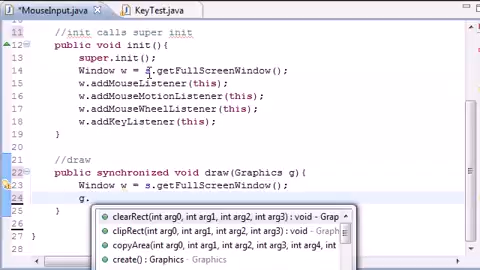 *MouseInput.java
KeyTest.java
11 //init calls super init
12 public void init(){
13 super.init();
14 Window w = s.getFullScreenWindow();
15 w.addMouseListener(this);
16 w.addMouseMotionListener(this);
17 w.addMouseWheelListener(this);
18 w.addKeyListener(this);
19 }
20
21 //draw
22 public synchronized void draw(Graphics g){
23 Window w = s.getFullScreenWindow();
24 g.
25 }
26
27 }
clearRect(int arg0, int arg1, int arg2, int arg3) : void - Grap
clipRect(int arg0, int arg1, int arg2, int arg3) : void - Graph
copyArea(int arg0, int arg1, int arg2, int arg3, int arg4, int
create() : Graphics - Graphics